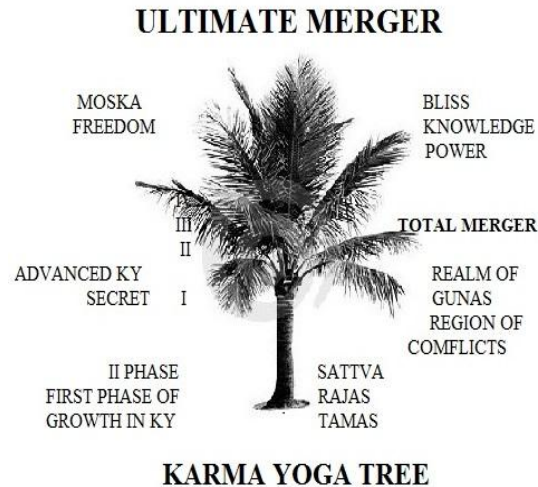 ULTIMATE MERGER
MOSKA
FREEDOM
BLISS
KNOWLEDGE
POWER
III
II
TOTAL MERGER
ADVANCED KY
SECRET I
REALM OF
GUNAS
REGION OF
COMFLICTS
II PHASE
FIRST PHASE OF
GROWTH IN KY
SATTVA
RAJAS
TAMAS
KARMA YOGA TREE